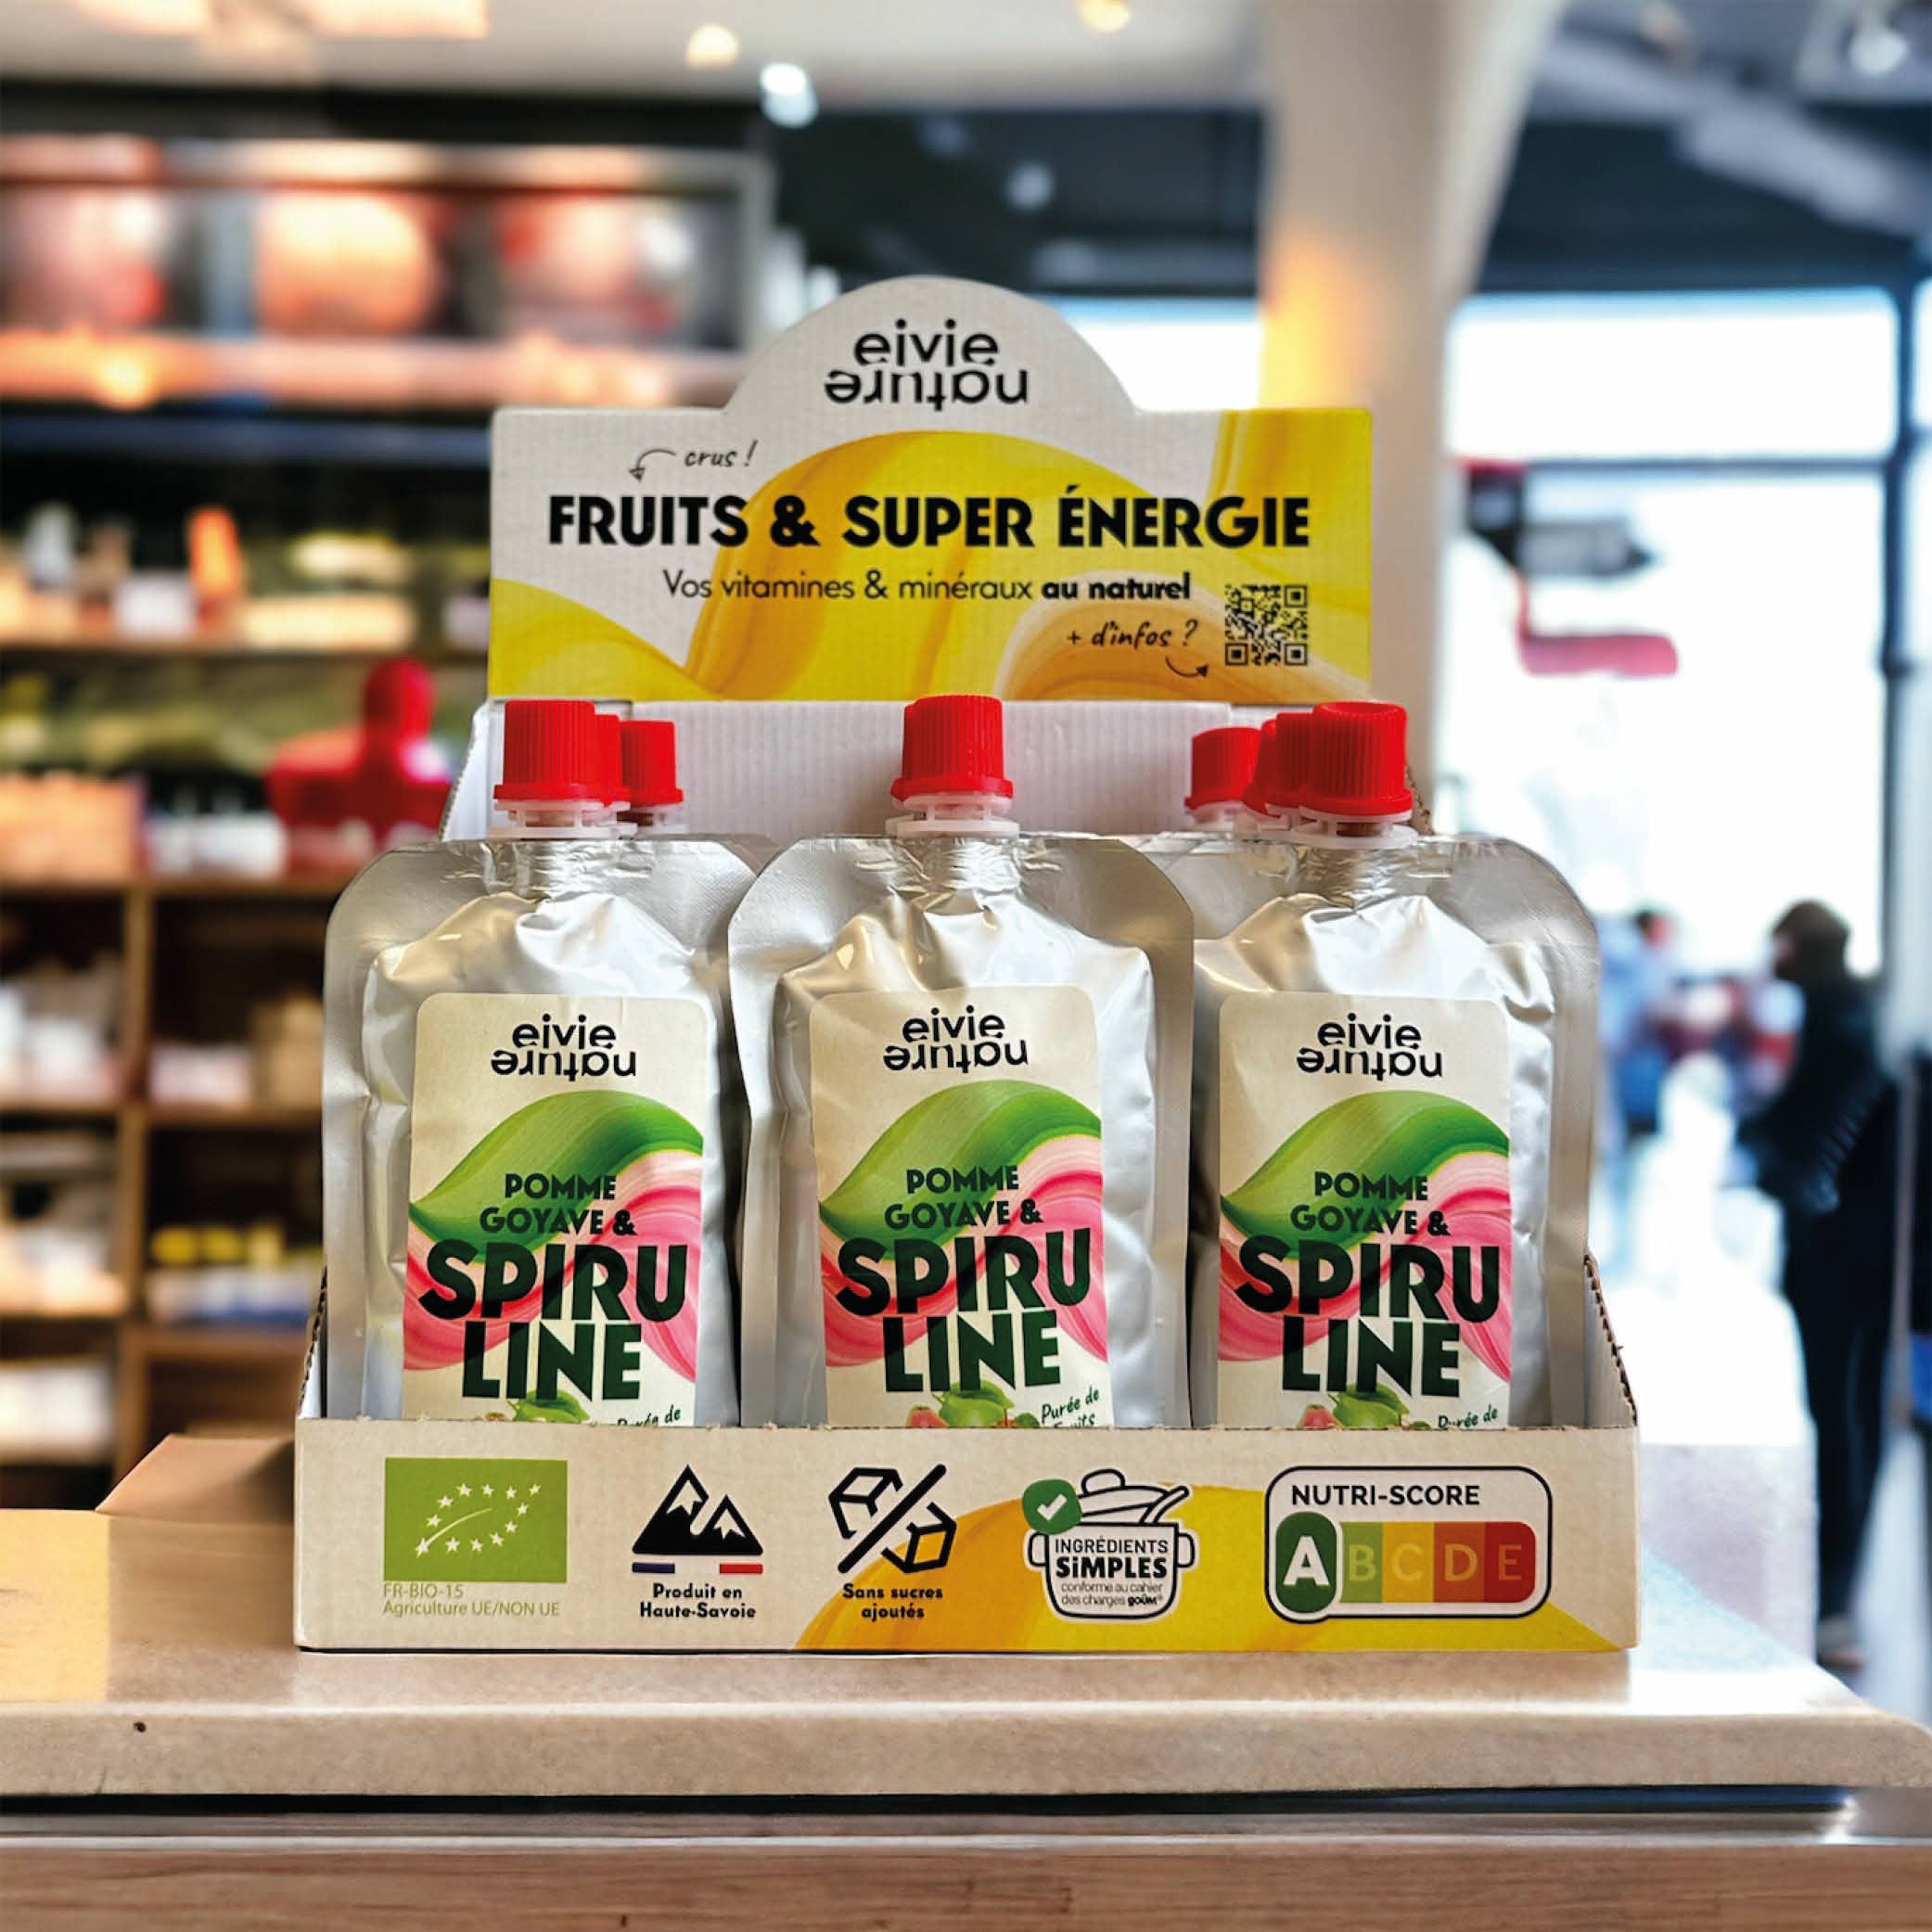 eivie
nature
crus !
FRUITS & SUPER ÉNERGIE
Vos vitamines & minéraux au naturel
+ d'infos ?
eivie
nature
POMME
GOYAVE &
SPIRU
LINE
Purée de
eivie
nature
POMME
GOYAVE &
SPIRU
LINE
Purée de
Fruits
eivie
nature
POMME
GOYAVE &
SPIRU
LINE
Purée de
FR-BIO-15
Agriculture UE/NON UE
Produit en
Haute-Savoie
Sans sucres
ajoutés
INGRÉDIENTS
SiMPLES
conforme au cahier
des charges goûm®
NUTRI-SCORE
A B C D E